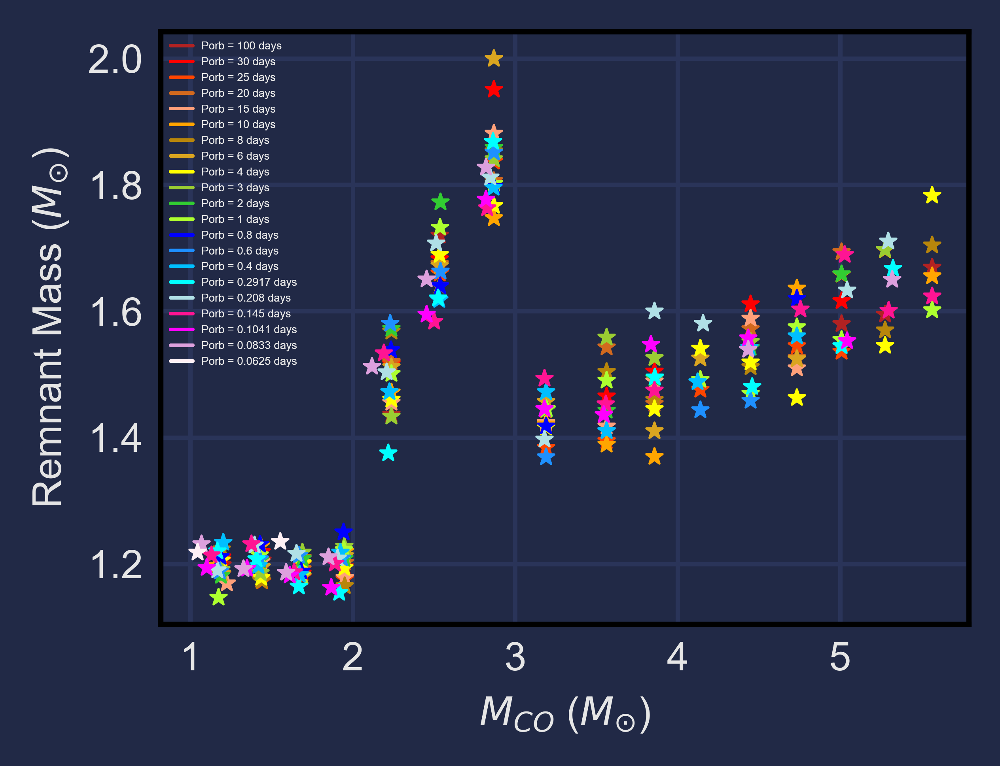 2.0
1.8
1.6
1.4
1.2
Remnant Mass (M⊙)
Porb = 100 days
Porb = 30 days
Porb = 25 days
Porb = 20 days
Porb = 15 days
Porb = 10 days
Porb = 8 days
Porb = 6 days
Porb = 4 days
Porb = 3 days
Porb = 2 days
Porb = 1 days
Porb = 0.8 days
Porb = 0.6 days
Porb = 0.4 days
Porb = 0.2917 days
Porb = 0.208 days
Porb = 0.145 days
Porb = 0.1041 days
Porb = 0.0833 days
Porb = 0.0625 days
1 2 3 4 5
M_CO (M⊙)